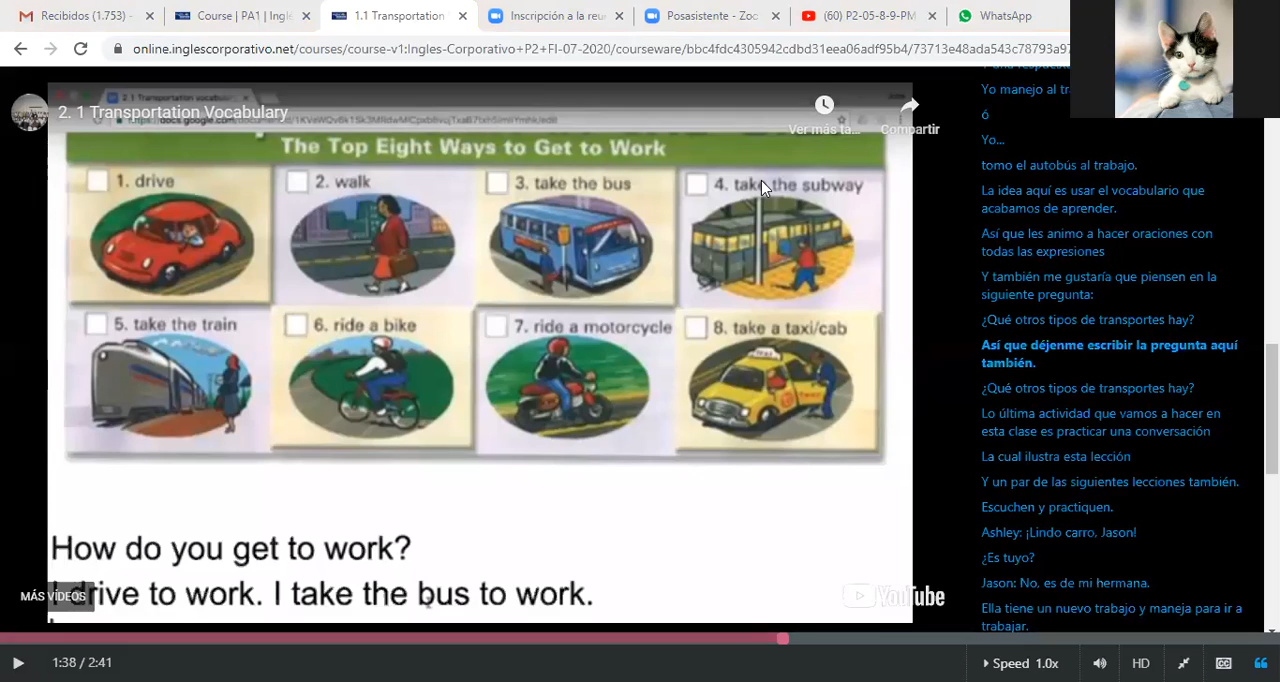 Recibidos (1.753) -
Course | PA1 | Ingl
1.1 Transportation
Inscripción a la reu
Posasistente - Zoo
(60) P2-05-8-9-PM
WhatsApp
online.inglescorporativo.net/courses/course-v1:Ingles-Corporativo+P2+FI-07-2020/courseware/bbc4fdc4305942cdbd31eea06adf95b4/73713e48ada543c78793a97
2. 1 Transportation Vocabulary
Ver más ta...
Compartir
The Top Eight Ways to Get to Work
1. drive
2. walk
3. take the bus
4. take the subway
5. take the train
6. ride a bike
7. ride a motorcycle
8. take a taxi/cab
TAXI
How do you get to work?
I drive to work. I take the bus to work.
MÁS VÍDEOS
YouTube
Yo manejo al tr
ó
Yo...
tomo el autobús al trabajo.
La idea aquí es usar el vocabulario que
acabamos de aprender.
Así que les animo a hacer oraciones con
todas las expresiones
Y también me gustaría que piensen en la
siguiente pregunta:
¿Qué otros tipos de transportes hay?
Así que déjenme escribir la pregunta aquí
también.
¿Qué otros tipos de transportes hay?
Lo última actividad que vamos a hacer en
esta clase es practicar una conversación
La cual ilustra esta lección
Y un par de las siguientes lecciones también.
Escuchen y practiquen.
Ashley: ¡Lindo carro, Jason!
¿Es tuyo?
Jason: No, es de mi hermana.
Ella tiene un nuevo trabajo y maneja para ir a
trabajar.
1:38 / 2:41
Speed 1.0x
HD
CC